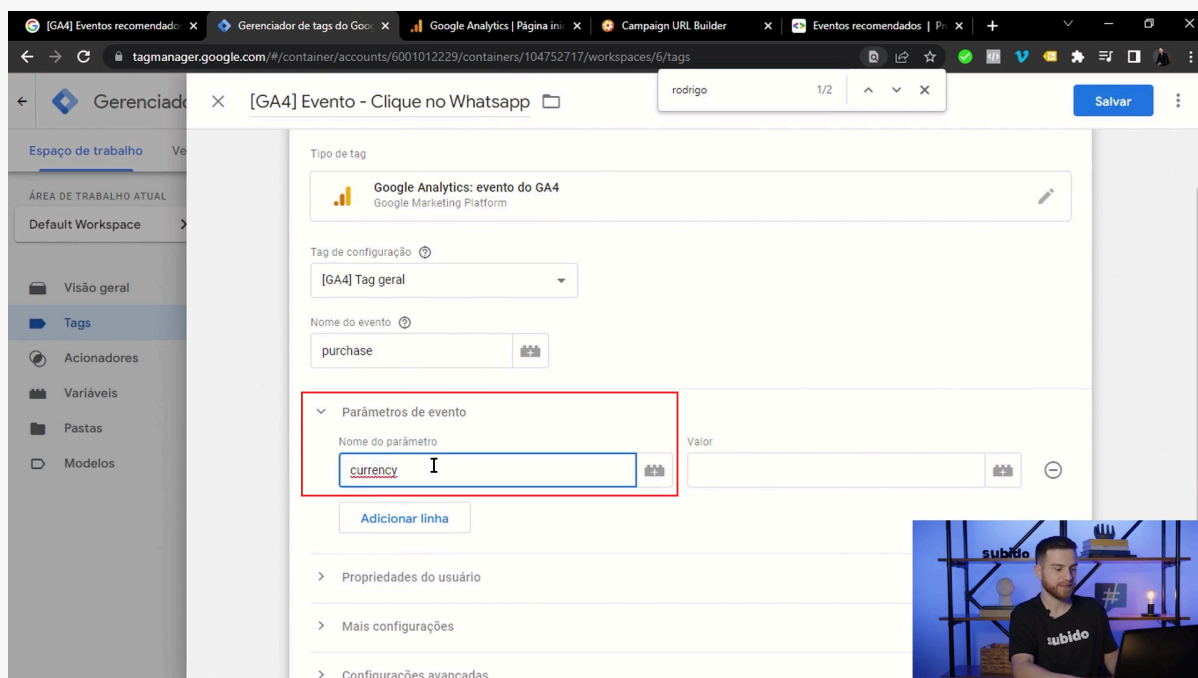 [GA4] Eventos recomendado
Gerenciador de tags do Goo
Google Analytics | Página inic
Campaign URL Builder
Eventos recomendados | Pr
tagmanager.google.com/#/container/accounts/6001012229/containers/104752717/workspaces/6/tags
rodrigo 1/2
Gerenciado
[GA4] Evento - Clique no Whatsapp
Salvar
Espaço de trabalho Ve
ÁREA DE TRABALHO ATUAL
Default Workspace
Visão geral
Tags
Acionadores
Variáveis
Pastas
Modelos
Tipo de tag
Google Analytics: evento do GA4
Google Marketing Platform
Tag de configuração
[GA4] Tag geral
Nome do evento
purchase
Parâmetros de evento
Nome do parâmetro
Valor
currency
Adicionar linha
Propriedades do usuário
Mais configurações
Configurações avançadas
subido
#
subido